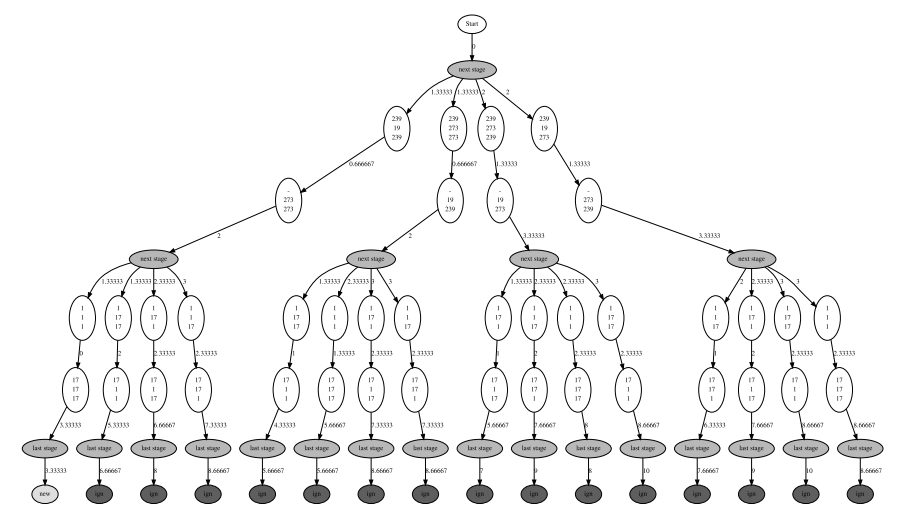 Start
0
next stage
1.33333 1.33333 2 2
239 239 239 239
19 273 273 19
239 273 239 273
0.666667 0.666667 1.33333 1.33333
- - - -
273 19 19 273
273 239 273 239
2 2 3.33333 3.33333
next stage next stage next stage next stage
1.33333 1.33333 2.33333 3 1.33333 2.33333 3 3 1.33333 2.33333 2.33333 3 2 2.33333 3 3
1 1 1 1 1 1 1 1 1 1 1 1 1 1 1 1
1 17 17 1 17 1 17 1 17 1 17 1 1 17 17 1
1 17 1 17 1 1 1 17 1 1 1 17 17 1 17 1
0 2 2.33333 2.33333 1 1.33333 2.33333 2.33333 1 2 2.33333 2.33333 1 2 2.33333 2.33333
17 17 17 17 17 17 17 17 17 17 17 17 17 17 17 17
17 1 1 17 1 17 1 17 1 17 1 17 17 1 1 17
17 1 17 1 1 17 17 1 17 17 17 1 1 17 1 17
3.33333 5.33333 6.66667 7.33333 4.33333 5.66667 7.33333 7.33333 5.66667 7.66667 8 8.66667 6.33333 7.66667 8.66667 8.66667
last stage last stage last stage last stage last stage last stage last stage last stage last stage last stage last stage last stage last stage last stage last stage last stage
3.33333 6.66667 8 8.66667 5.66667 5.66667 8.66667 8.66667 7 9 8 10 7.66667 9 10 8.66667
new ign ign ign ign ign ign ign ign ign ign ign ign ign ign ign